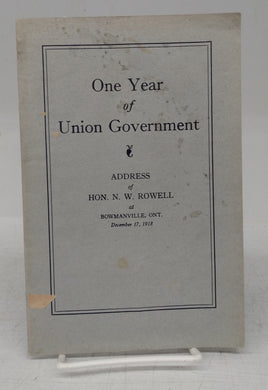 One Year
of
Union Government
ADDRESS
of
HON. N. W. ROWELL
at
BOWMANVILLE, ONT.
December 17, 1918